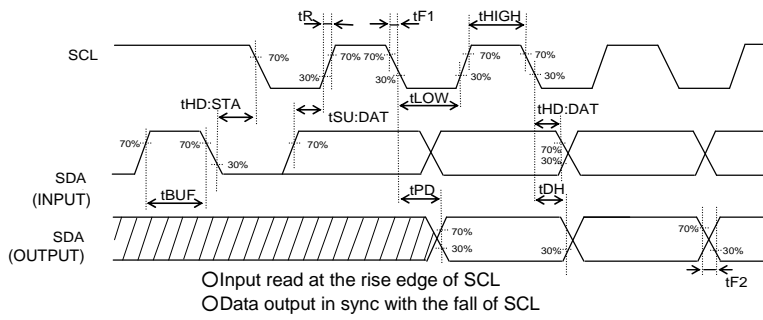 tR tF1 tHIGH
SCL 70% 70% 70% 70% 70%
30% 30% 30% 30%
tHD:STA tLOW
tSU:DAT tHD:DAT
70% 70% 70% 70%
30% 30%
SDA
(INPUT) tBUF tPD tDH
SDA
(OUTPUT)
70% 70%
30% 30% 30%
tF2
○Input read at the rise edge of SCL
○Data output in sync with the fall of SCL